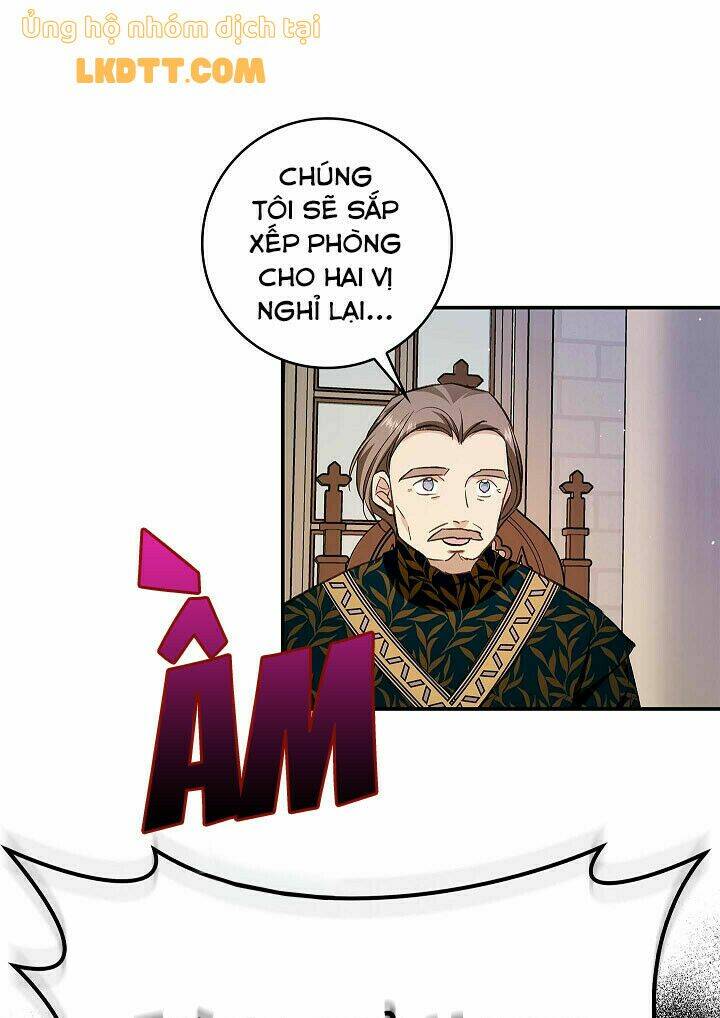 Ủng hộ nhóm dịch tại
LKDTT.COM
CHÚNG
TÔI SẼ SẮP
XẾP PHÒNG
CHO HAI VỊ
NGHỈ LẠI...
ẦM